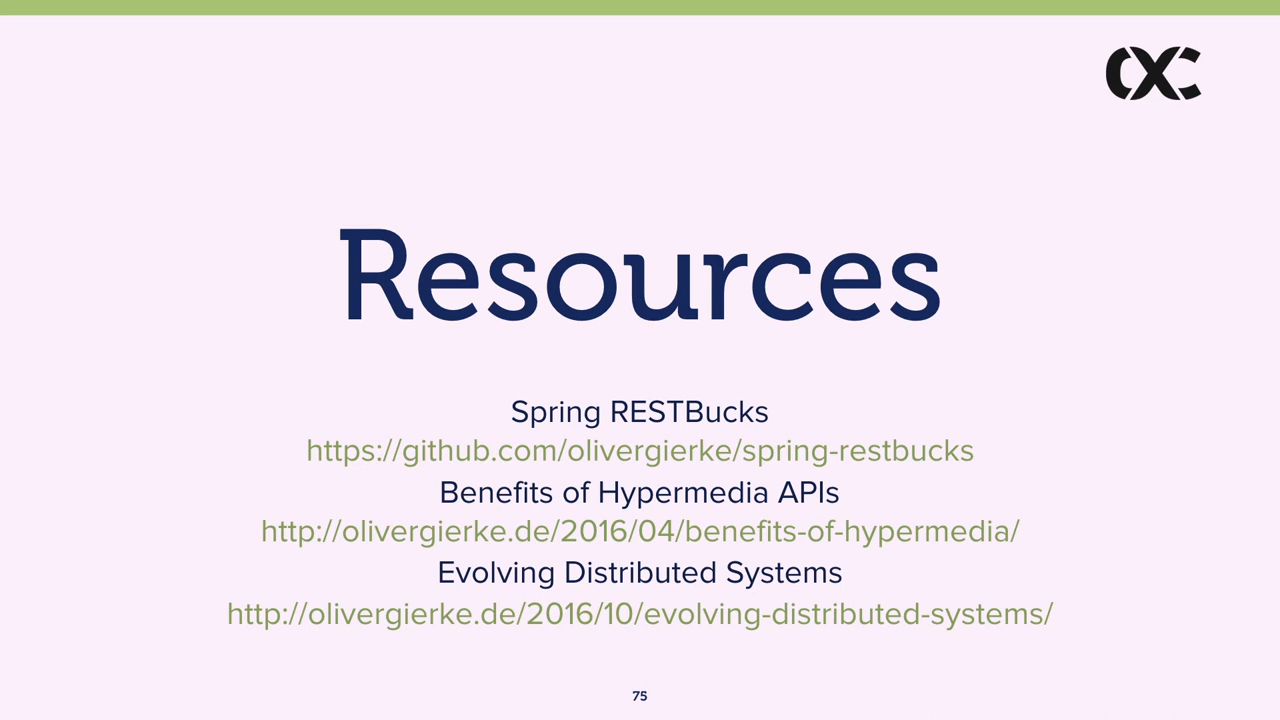 Resources
Spring RESTBucks
https://github.com/olivergierke/spring-restbucks
Benefits of Hypermedia APIs
http://olivergierke.de/2016/04/benefits-of-hypermedia/
Evolving Distributed Systems
http://olivergierke.de/2016/10/evolving-distributed-systems/
75